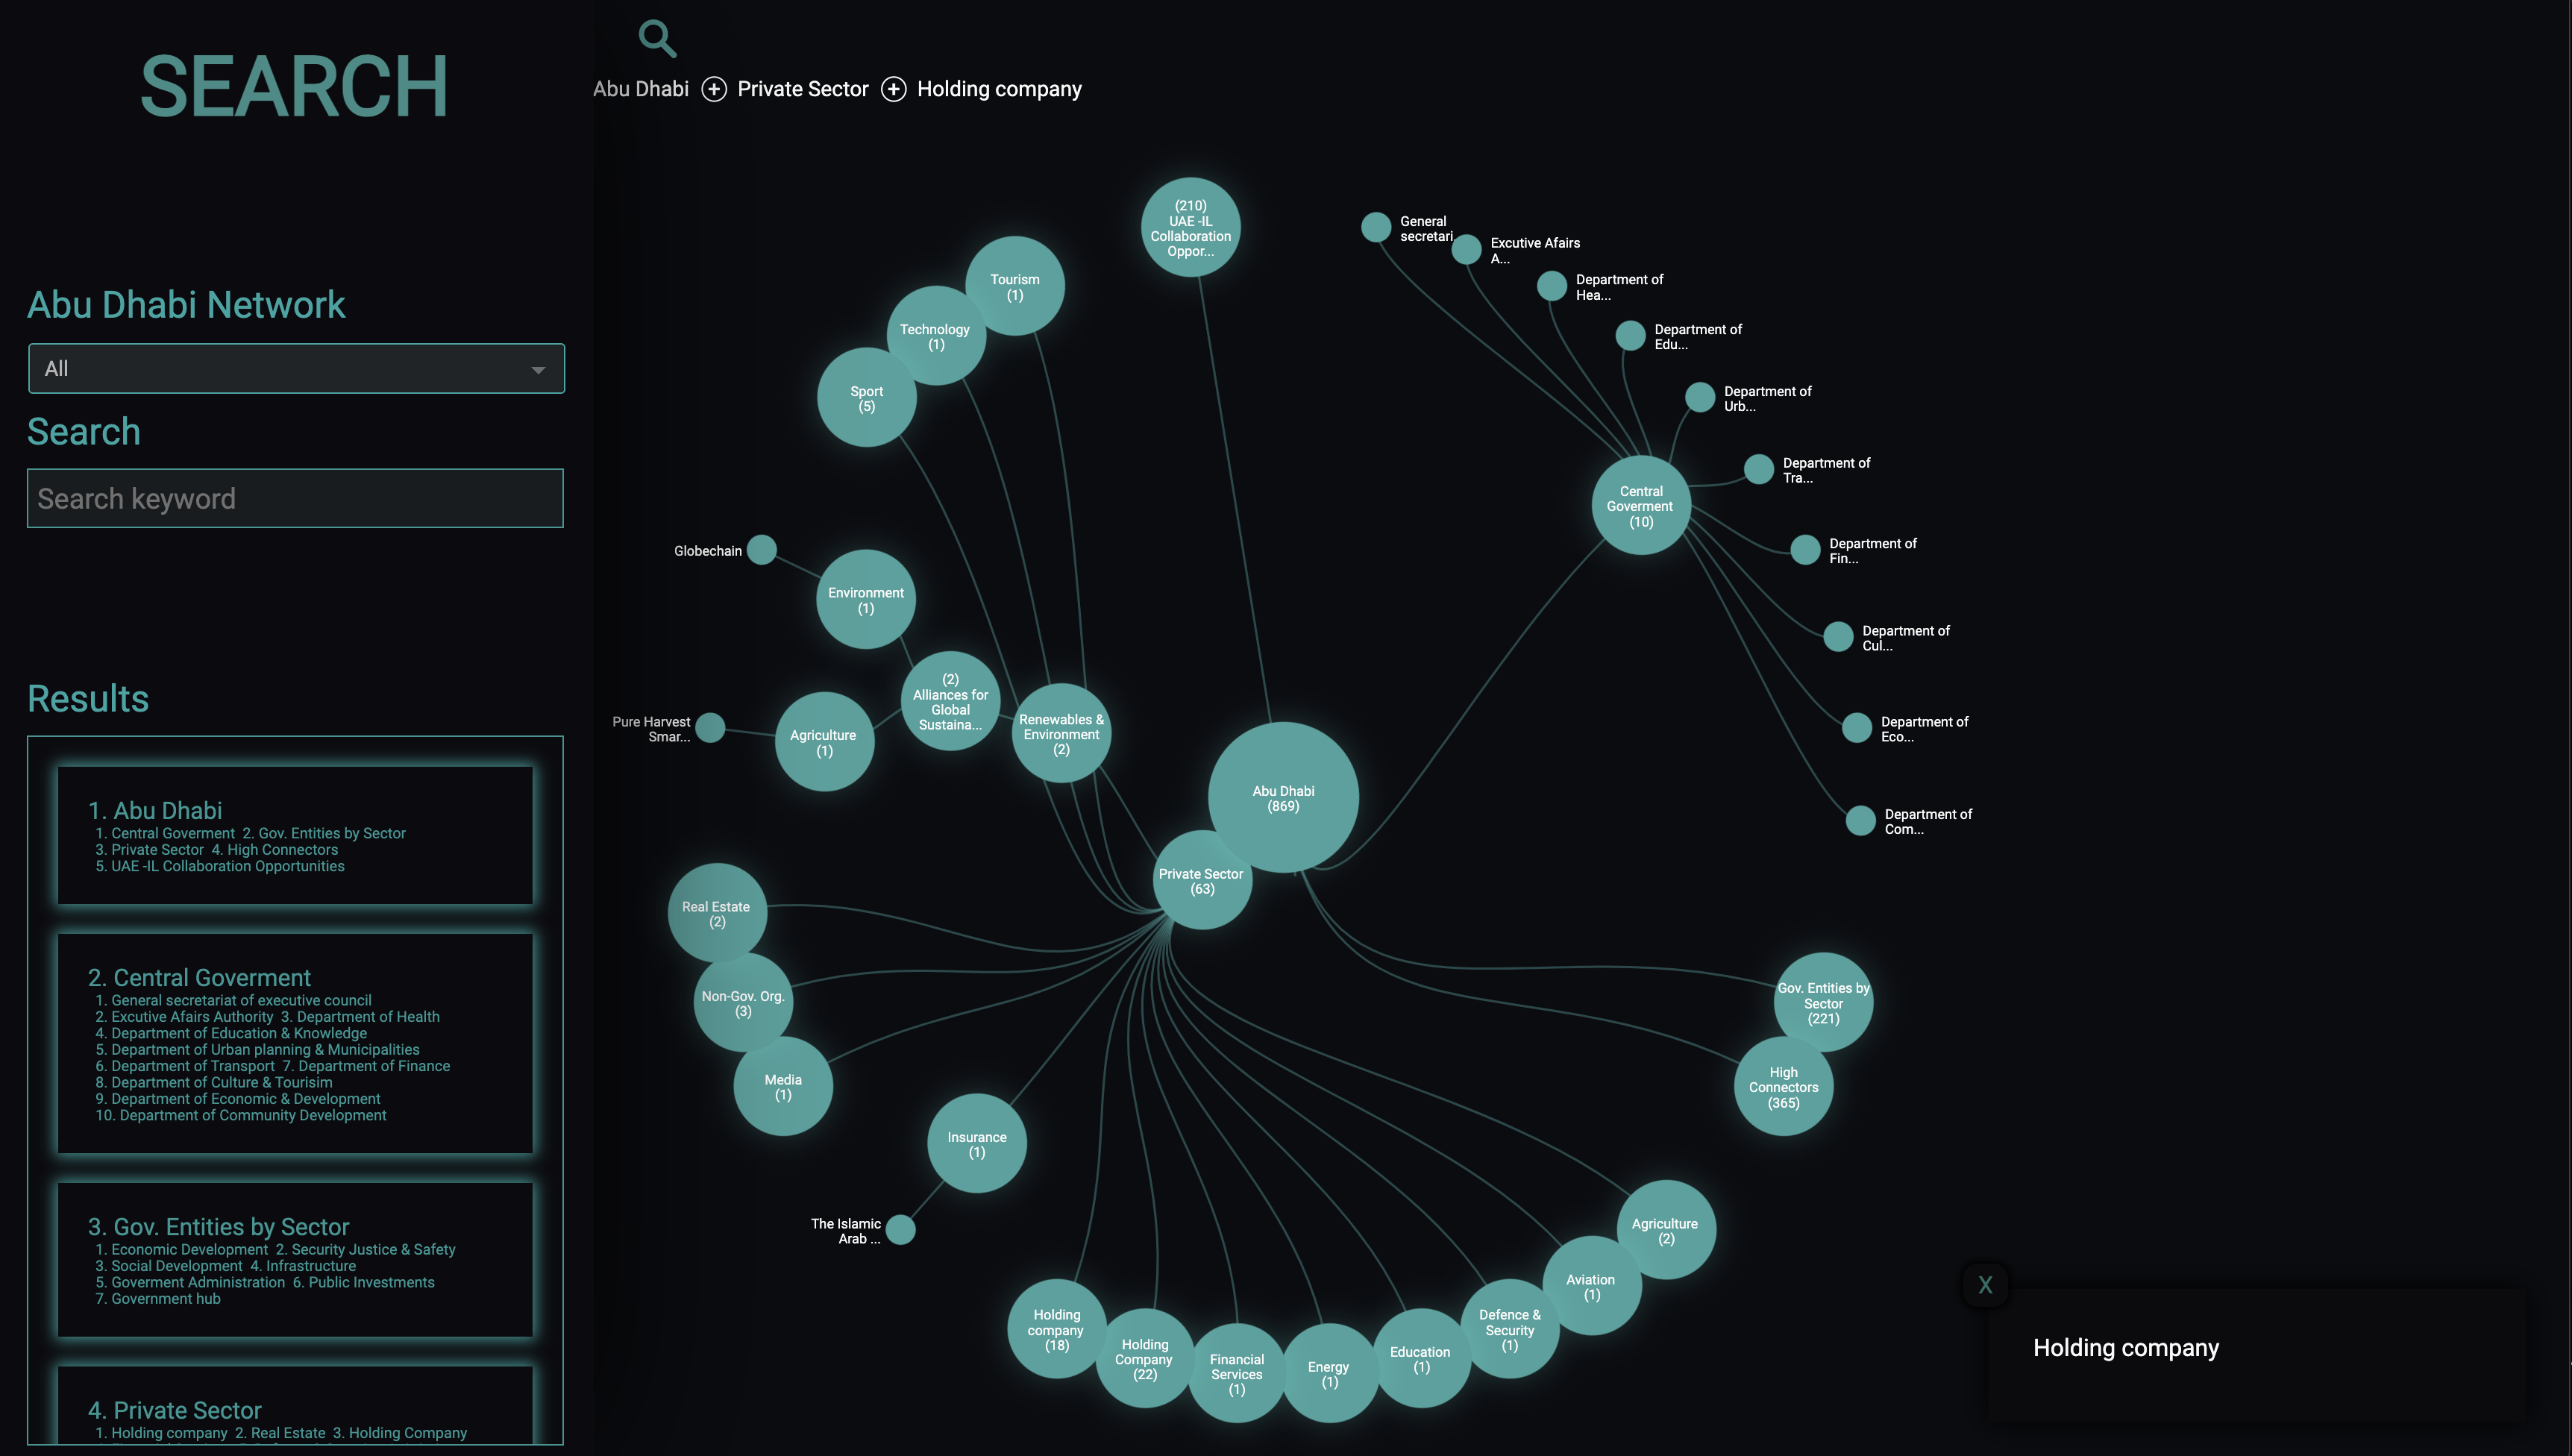 SEARCH
Abu Dhabi Network
All
Search
Search keyword
Results
1. Abu Dhabi
1. Central Goverment 2. Gov. Entities by Sector
3. Private Sector 4. High Connectors
5. UAE -IL Collaboration Opportunities
2. Central Goverment
1. General secretariat of executive council
2. Excutive Afairs Authority 3. Department of Health
4. Department of Education & Knowledge
5. Department of Urban planning & Municipalities
6. Department of Transport 7. Department of Finance
8. Department of Culture & Tourisim
9. Department of Economic & Development
10. Department of Community Development
3. Gov. Entities by Sector
1. Economic Development 2. Security Justice & Safety
3. Social Development 4. Infrastructure
5. Goverment Administration 6. Public Investments
7. Government hub
4. Private Sector
1. Holding company 2. Real Estate 3. Holding Company
Abu Dhabi + Private Sector + Holding company
(210)
UAE -IL
Collaboration
Oppor...
Tourism
(1)
Technology
(1)
Sport
(5)
General
secretari...
Excutive Afairs
A...
Department of
Hea...
Department of
Edu...
Department of
Urb...
Department of
Tra...
Central
Goverment
(10)
Department of
Fin...
Department of
Cul...
Department of
Eco...
Department of
Com...
Globechain
Environment
(1)
(2)
Alliances for
Global
Sustaina...
Renewables &
Environment
(2)
Pure Harvest
Smar...
Agriculture
(1)
Abu Dhabi
(869)
Private Sector
(63)
Real Estate
(2)
Non-Gov. Org.
(3)
Media
(1)
Insurance
(1)
The Islamic
Arab ...
Gov. Entities by
Sector
(221)
High
Connectors
(365)
Holding
company
(18)
Holding
Company
(22)
Financial
Services
(1)
Energy
(1)
Education
(1)
Defence &
Security
(1)
Aviation
(1)
Agriculture
(2)
X
Holding company